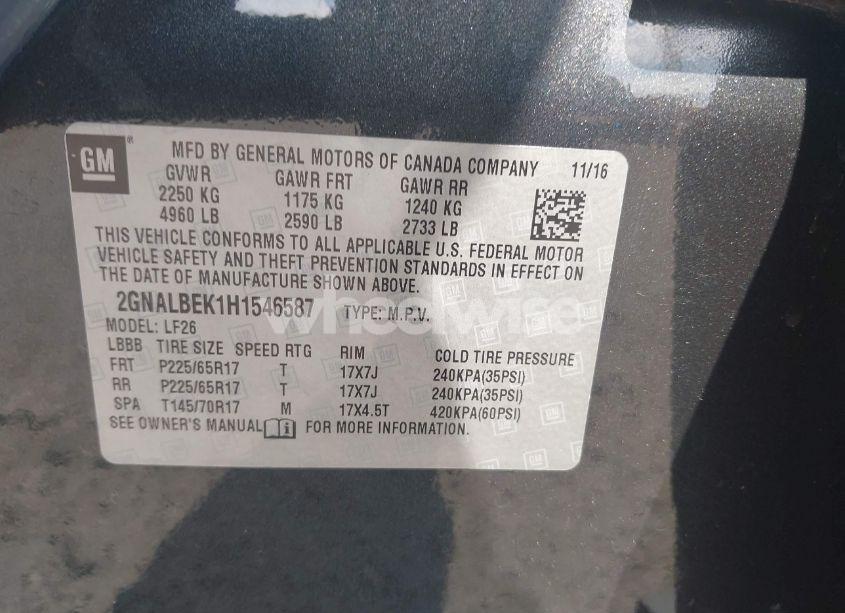 GM ® MFD BY GENERAL MOTORS OF CANADA COMPANY 11/16
GVWR GAWR FRT GAWR RR
2250 KG 1175 KG 1240 KG
4960 LB 2590 LB 2733 LB
THIS VEHICLE CONFORMS TO ALL APPLICABLE U.S. FEDERAL MOTOR
VEHICLE SAFETY AND THEFT PREVENTION STANDARDS IN EFFECT ON
THE DATE OF MANUFACTURE SHOWN ABOVE.
2GNALBEK1H1546587 TYPE: M.P.V.
wheelwise
MODEL: LF26
LBBB TIRE SIZE SPEED RTG RIM COLD TIRE PRESSURE
FRT P225/65R17 T 17X7J 240KPA(35PSI)
RR P225/65R17 T 17X7J 240KPA(35PSI)
SPA T145/70R17 M 17X4.5T 420KPA(60PSI)
SEE OWNER'S MANUAL FOR MORE INFORMATION.